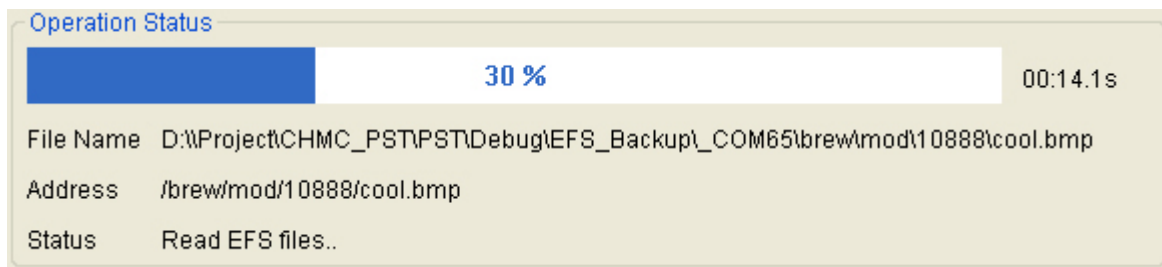 Operation Status
30 %
00:14.1s
File Name D:\\Project\CHMC_PST\PST\Debug\EFS_Backup\_COM65\brew\mod\10888\cool.bmp
Address /brew/mod/10888/cool.bmp
Status Read EFS files..